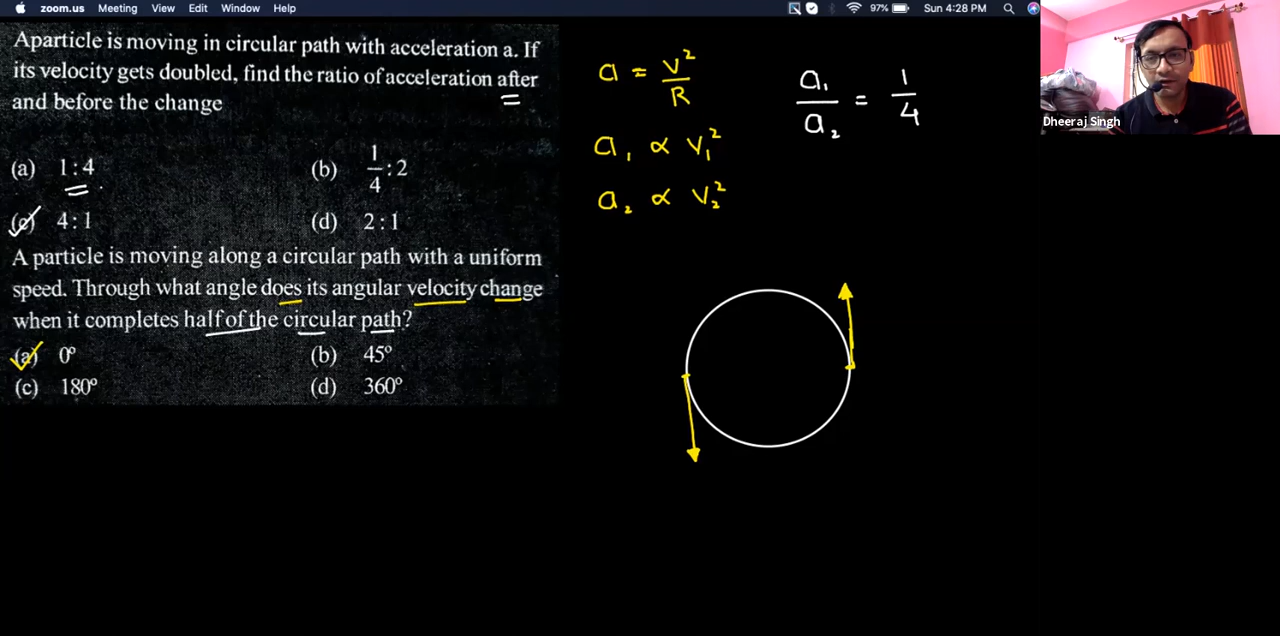 zoom.us Meeting View Edit Window Help 97% Sun 4:28 PM
Aparticle is moving in circular path with acceleration a. If
its velocity gets doubled, find the ratio of acceleration after
and before the change
(a) 1:4 (b) 1/4 : 2
(c) 4:1 (d) 2:1
A particle is moving along a circular path with a uniform
speed. Through what angle does its angular velocity change
when it completes half of the circular path?
(a) 0° (b) 45°
(c) 180° (d) 360°
a = v²/R
a₁ ∝ v₁²
a₂ ∝ v₂²
a₁/a₂ = 1/4
Dheeraj Singh